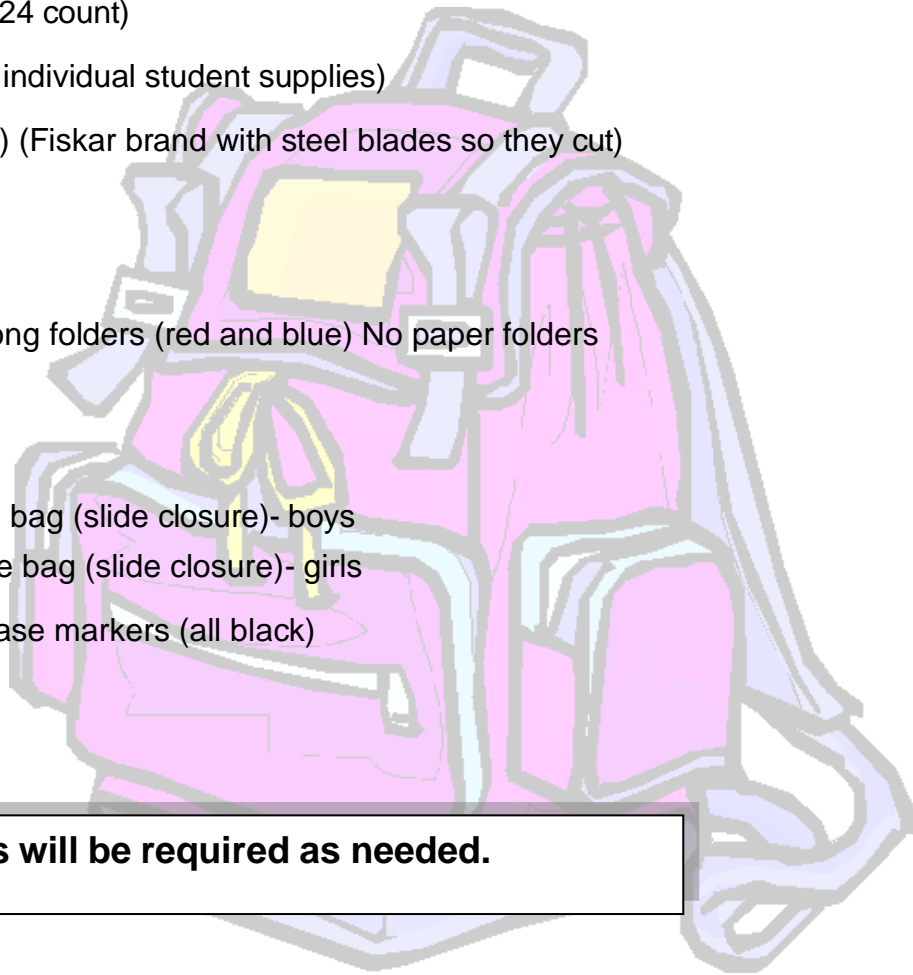 24 count)
individual student supplies)
) (Fiskar brand with steel blades so they cut)
ong folders (red and blue) No paper folders
bag (slide closure)- boys
e bag (slide closure)- girls
ase markers (all black)
s will be required as needed.